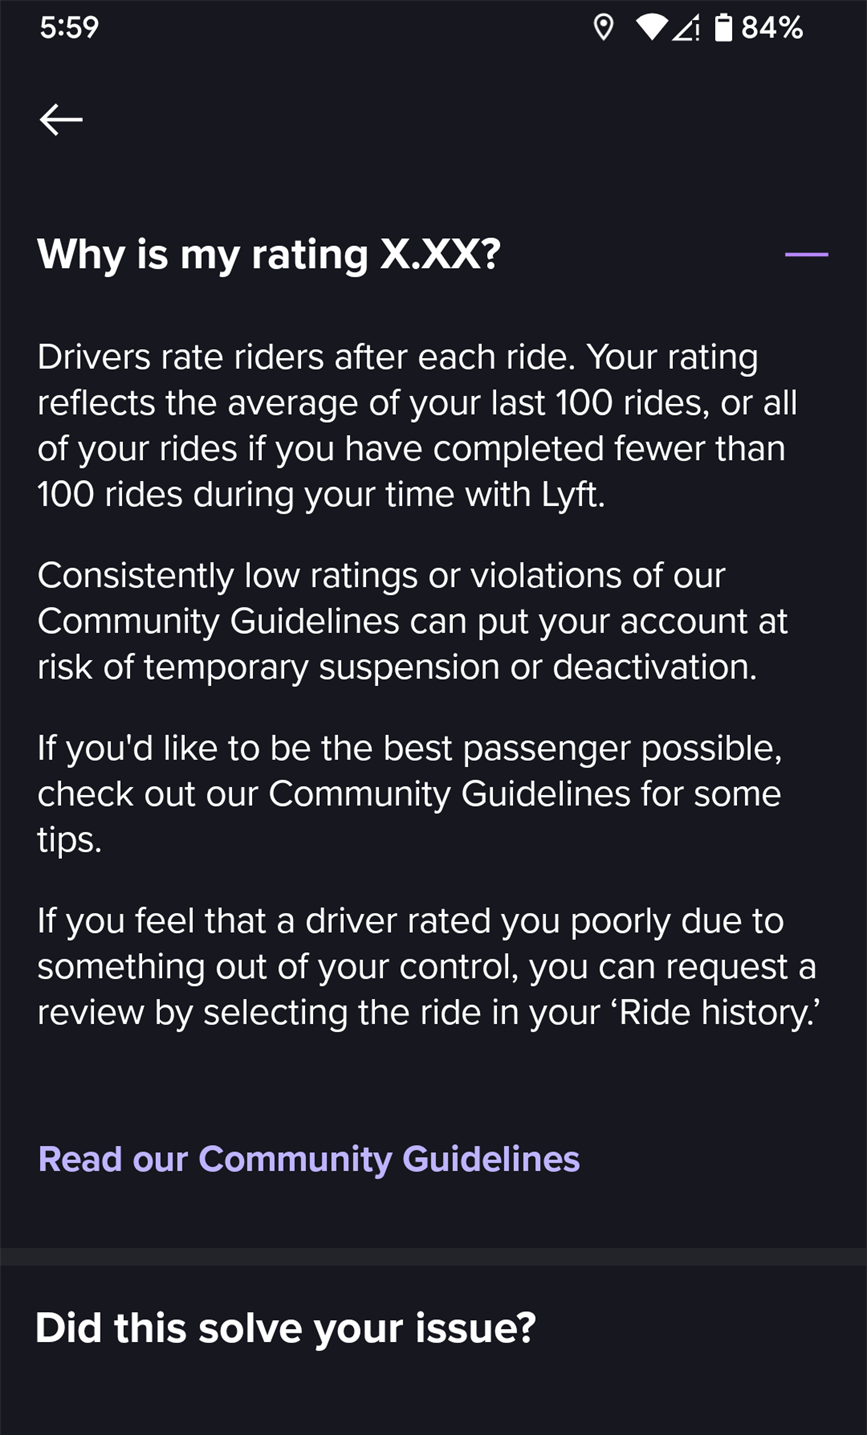 5:59
84%
Why is my rating X.XX?
Drivers rate riders after each ride. Your rating
reflects the average of your last 100 rides, or all
of your rides if you have completed fewer than
100 rides during your time with Lyft.
Consistently low ratings or violations of our
Community Guidelines can put your account at
risk of temporary suspension or deactivation.
If you'd like to be the best passenger possible,
check out our Community Guidelines for some
tips.
If you feel that a driver rated you poorly due to
something out of your control, you can request a
review by selecting the ride in your ‘Ride history.’
Read our Community Guidelines
Did this solve your issue?